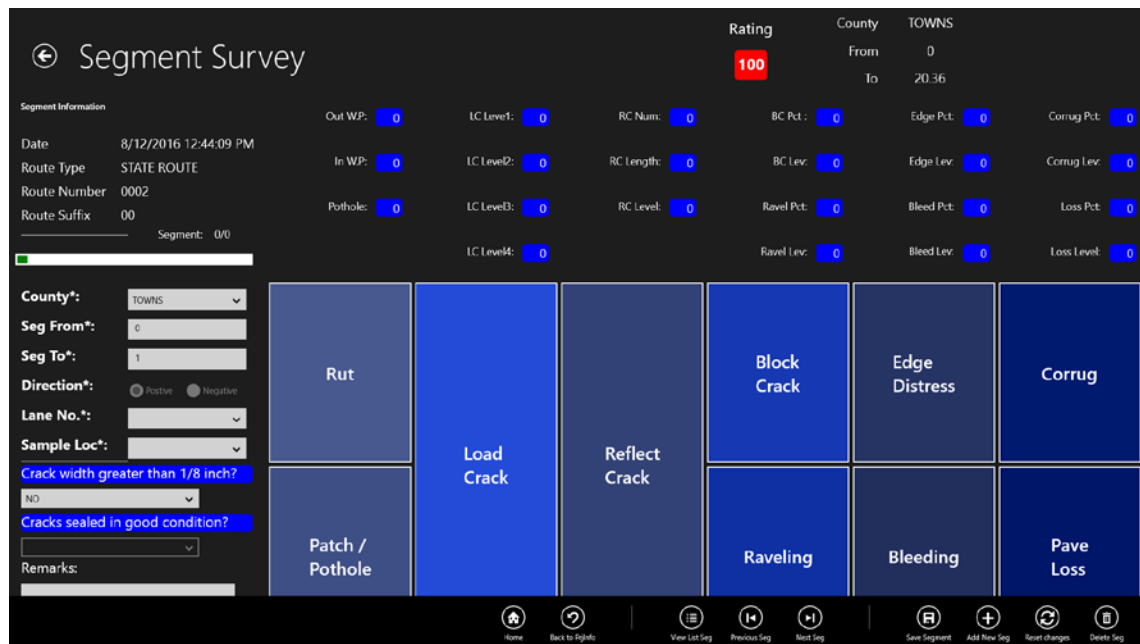 Segment Survey
Rating
100
County TOWNS
From 0
To 20.36
Segment Information
Date 8/12/2016 12:44:09 PM
Route Type STATE ROUTE
Route Number 0002
Route Suffix 00
Segment: 0/0
Out W.P.: 0 LC Leve1: 0 RC Num: 0 BC Pct : 0 Edge Pct: 0 Corrug Pct: 0
In W.P.: 0 LC Level2: 0 RC Length: 0 BC Lev: 0 Edge Lev: 0 Corrug Lev: 0
Pothole: 0 LC Level3: 0 RC Level: 0 Ravel Pct: 0 Bleed Pct: 0 Loss Pct: 0
LC Level4: 0 Ravel Lev: 0 Bleed Lev: 0 Loss Level: 0
County*: TOWNS
Seg From*: 0
Seg To*: 1
Direction*: Postive Negative
Lane No.*:
Sample Loc*:
Crack width greater than 1/8 inch?
NO
Cracks sealed in good condition?
Remarks:
Rut
Load
Crack
Reflect
Crack
Block
Crack
Edge
Distress
Corrug
Patch /
Pothole
Raveling
Bleeding
Pave
Loss
Home Back to PrjInfo View List Seg Previous Seg Next Seg Save Segment Add New Seg Reset changes Delete Seg